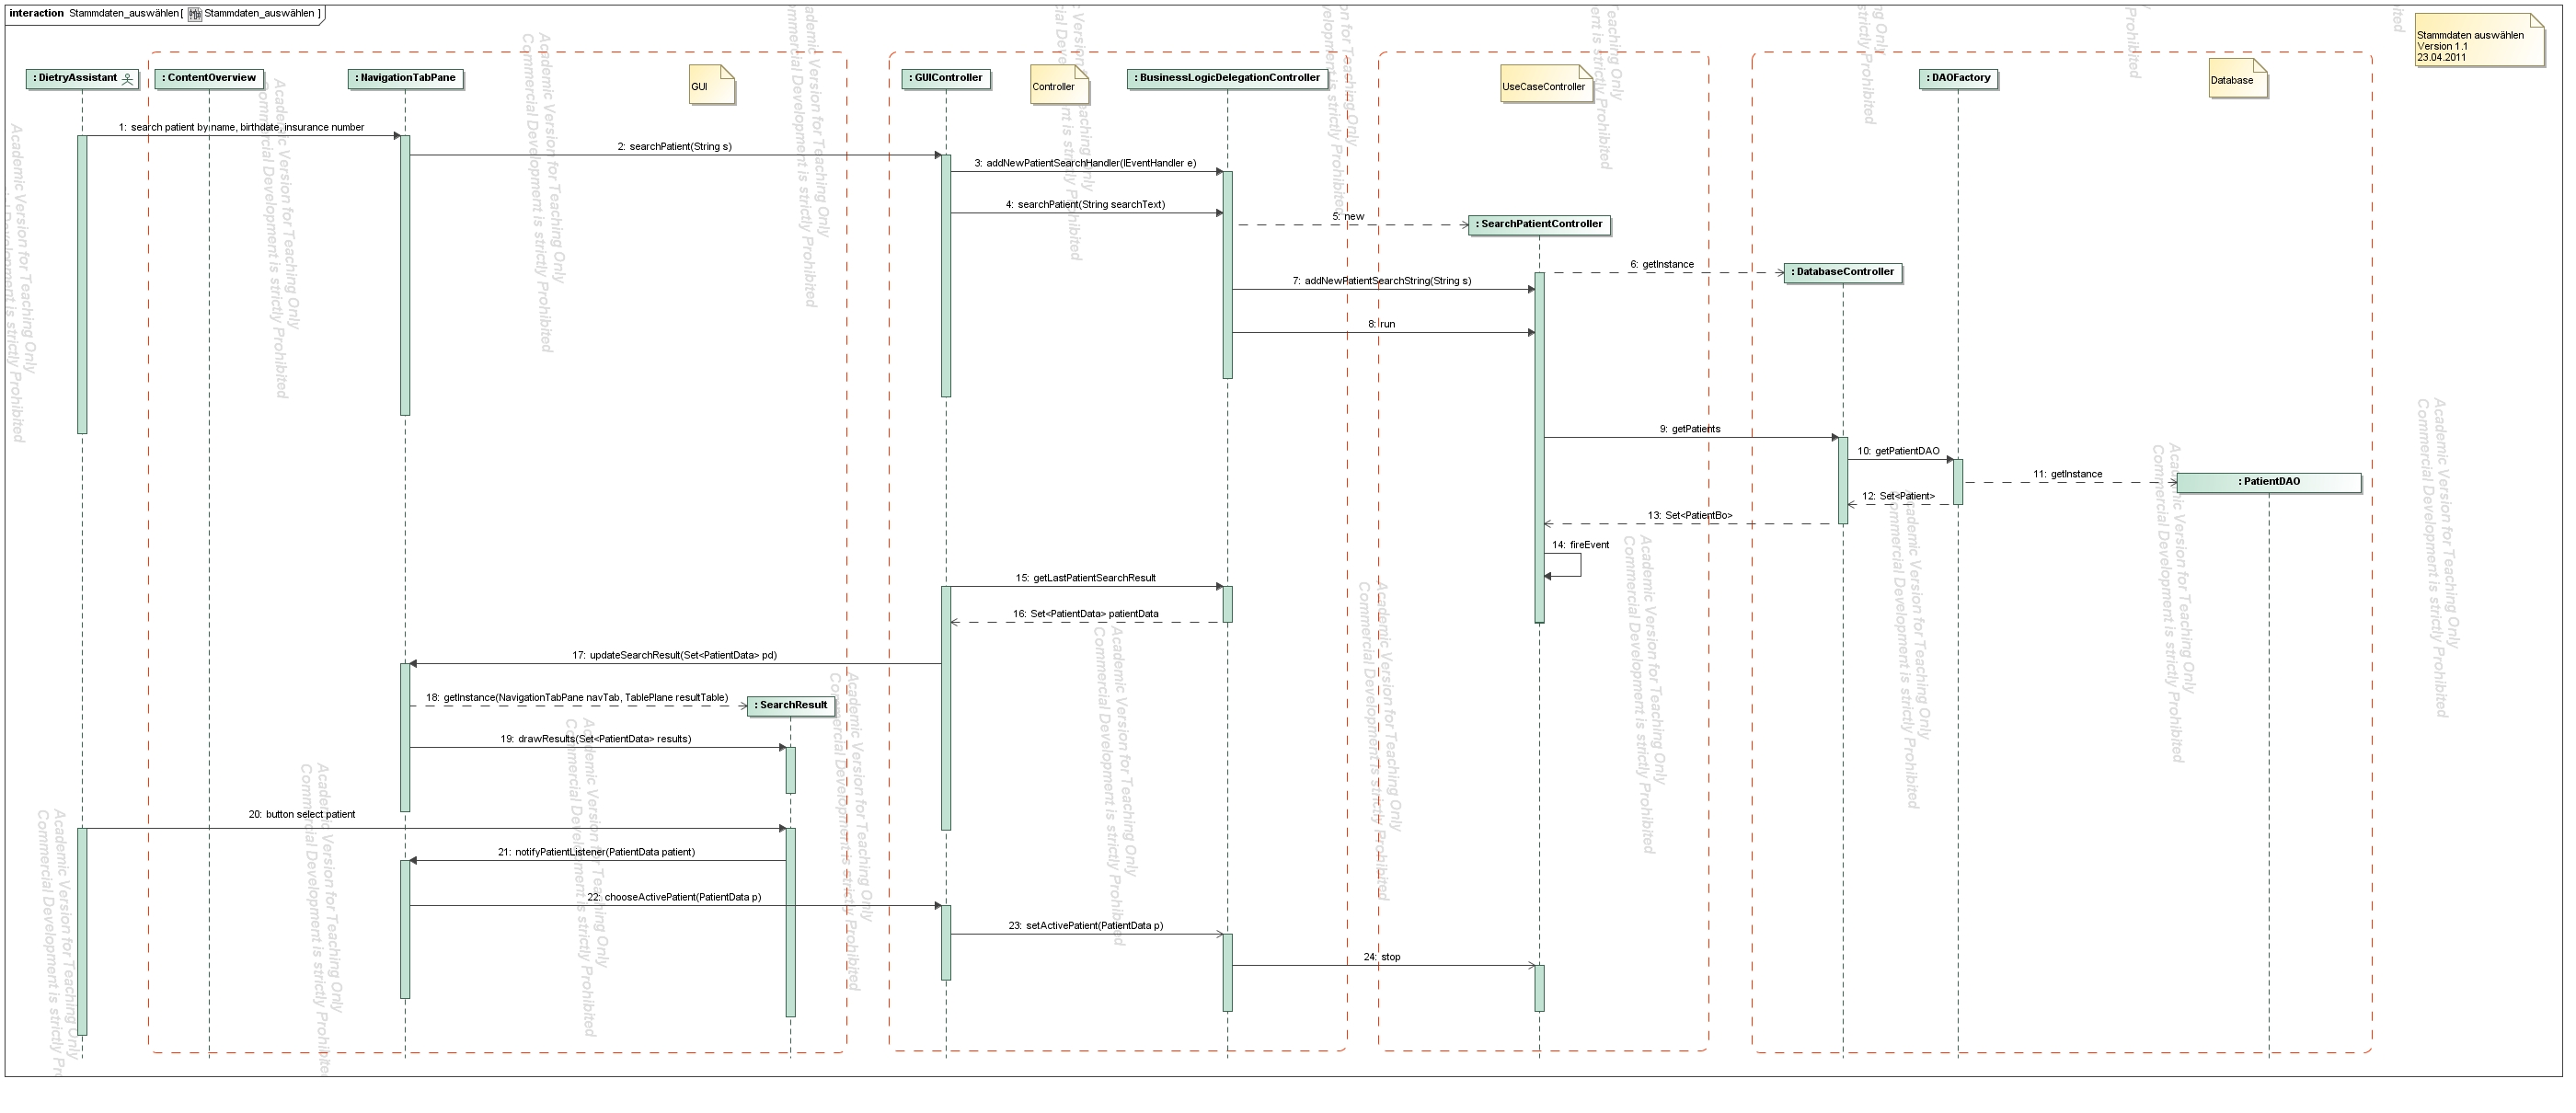 interaction Stammdaten_auswählen [ Stammdaten_auswählen ]
Stammdaten auswählen
Version 1.1
23.04.2011
: DietryAssistant
: ContentOverview
: NavigationTabPane
GUI
: GUIController
Controller
: BusinessLogicDelegationController
UseCaseController
: DAOFactory
Database
1: search patient by name, birthdate, insurance number
2: searchPatient(String s)
3: addNewPatientSearchHandler(IEventHandler e)
4: searchPatient(String searchText)
5: new
: SearchPatientController
6: getInstance
: DatabaseController
7: addNewPatientSearchString(String s)
8: run
9: getPatients
10: getPatientDAO
11: getInstance
: PatientDAO
12: Set<Patient>
13: Set<PatientBo>
14: fireEvent
15: getLastPatientSearchResult
16: Set<PatientData> patientData
17: updateSearchResult(Set<PatientData> pd)
18: getInstance(NavigationTabPane navTab, TablePlane resultTable)
: SearchResult
19: drawResults(Set<PatientData> results)
20: button select patient
21: notifyPatientListener(PatientData patient)
22: chooseActivePatient(PatientData p)
23: setActivePatient(PatientData p)
24: stop
Academic Version for Teaching Only
Commercial Development is strictly Prohibited